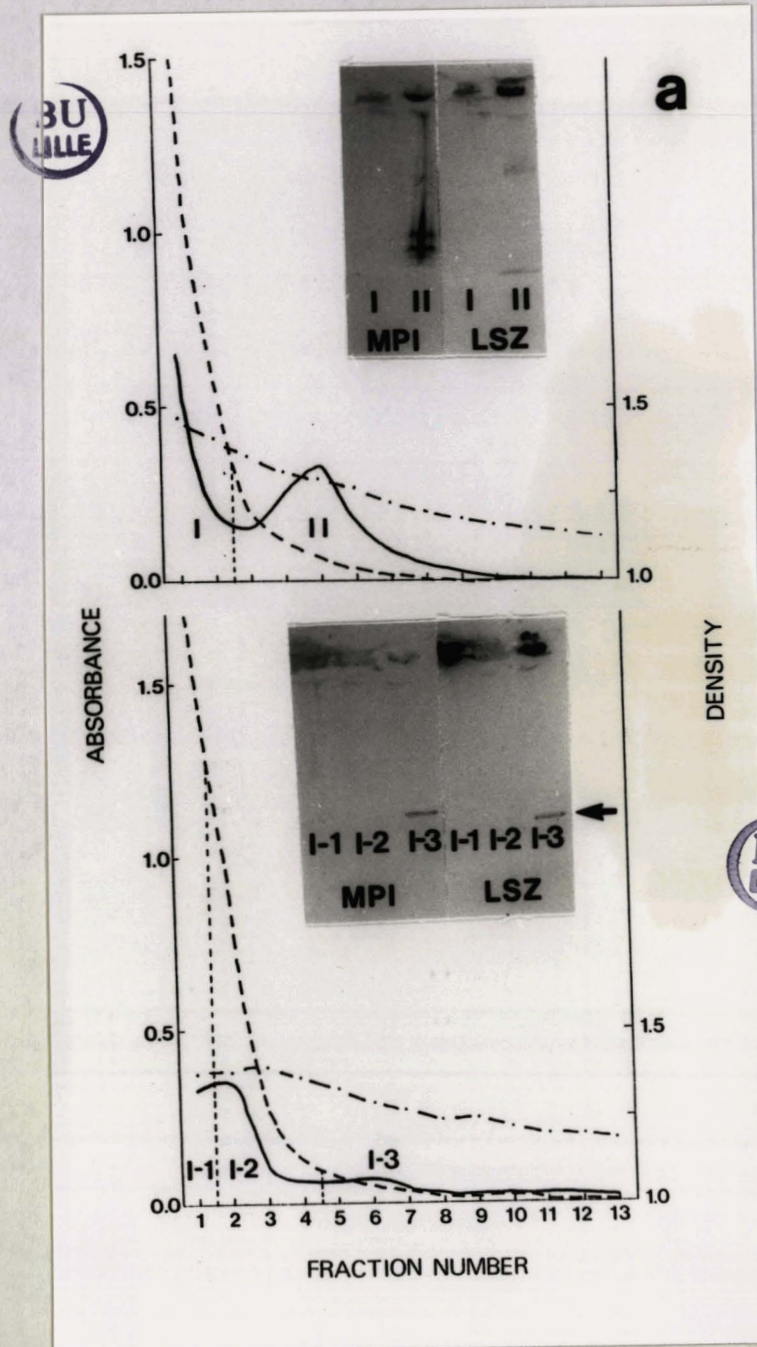 a
BU
LILLE
1.5
1.0
0.5
0.0
1.5
1.0
I
II
I II I II
MPI LSZ
ABSORBANCE
DENSITY
1.5
1.0
0.5
0.0
1.5
1.0
I-1 I-2 I-3 I-1 I-2 I-3
MPI LSZ
I-1 I-2
I-3
1 2 3 4 5 6 7 8 9 10 11 12 13
FRACTION NUMBER